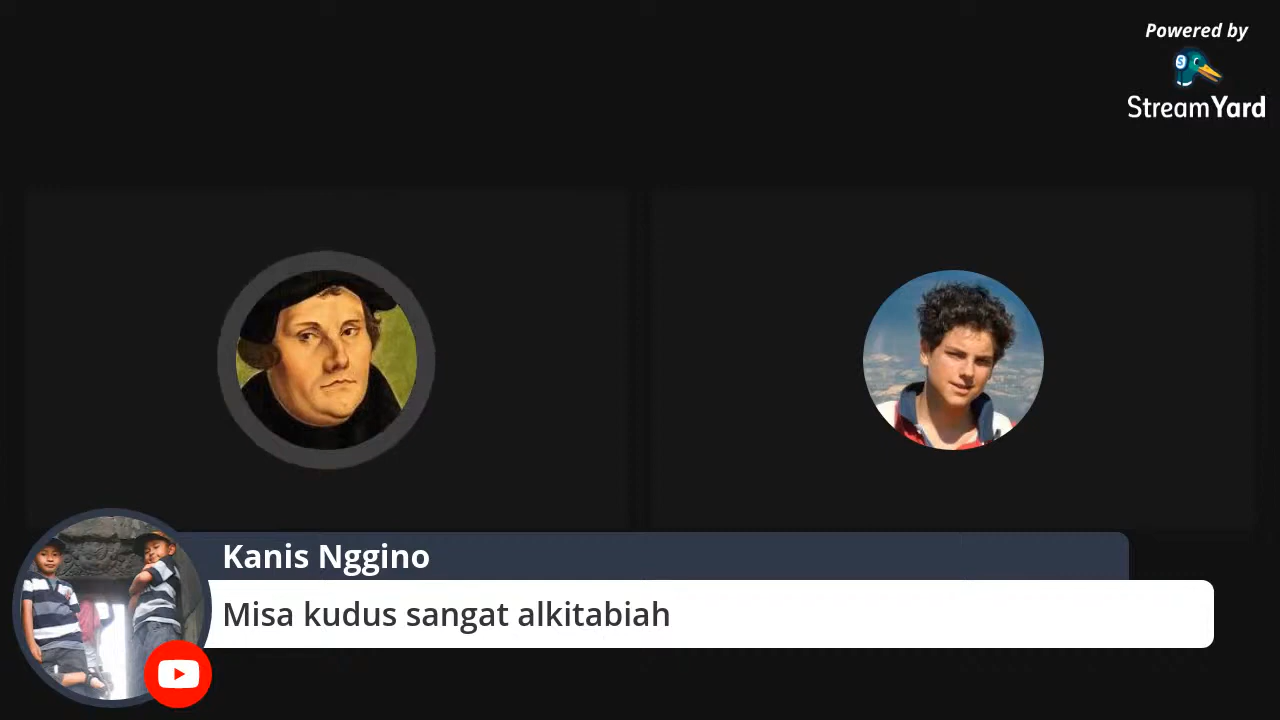 Powered by
StreamYard
Kanis Nggino
Misa kudus sangat alkitabiah